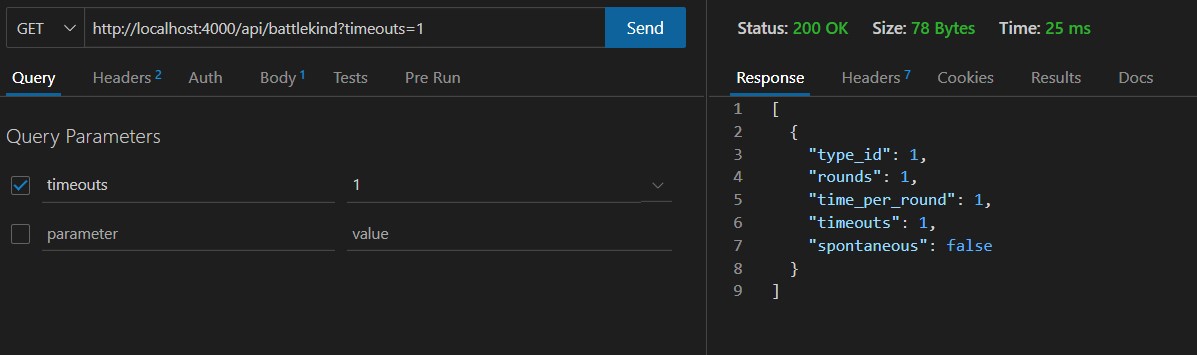 GET http://localhost:4000/api/battlekind?timeouts=1 Send
Query Headers 2 Auth Body 1 Tests Pre Run
Query Parameters
timeouts 1
parameter value
Status: 200 OK Size: 78 Bytes Time: 25 ms
Response Headers 7 Cookies Results Docs
1 [
2 {
3 "type_id": 1,
4 "rounds": 1,
5 "time_per_round": 1,
6 "timeouts": 1,
7 "spontaneous": false
8 }
9 ]